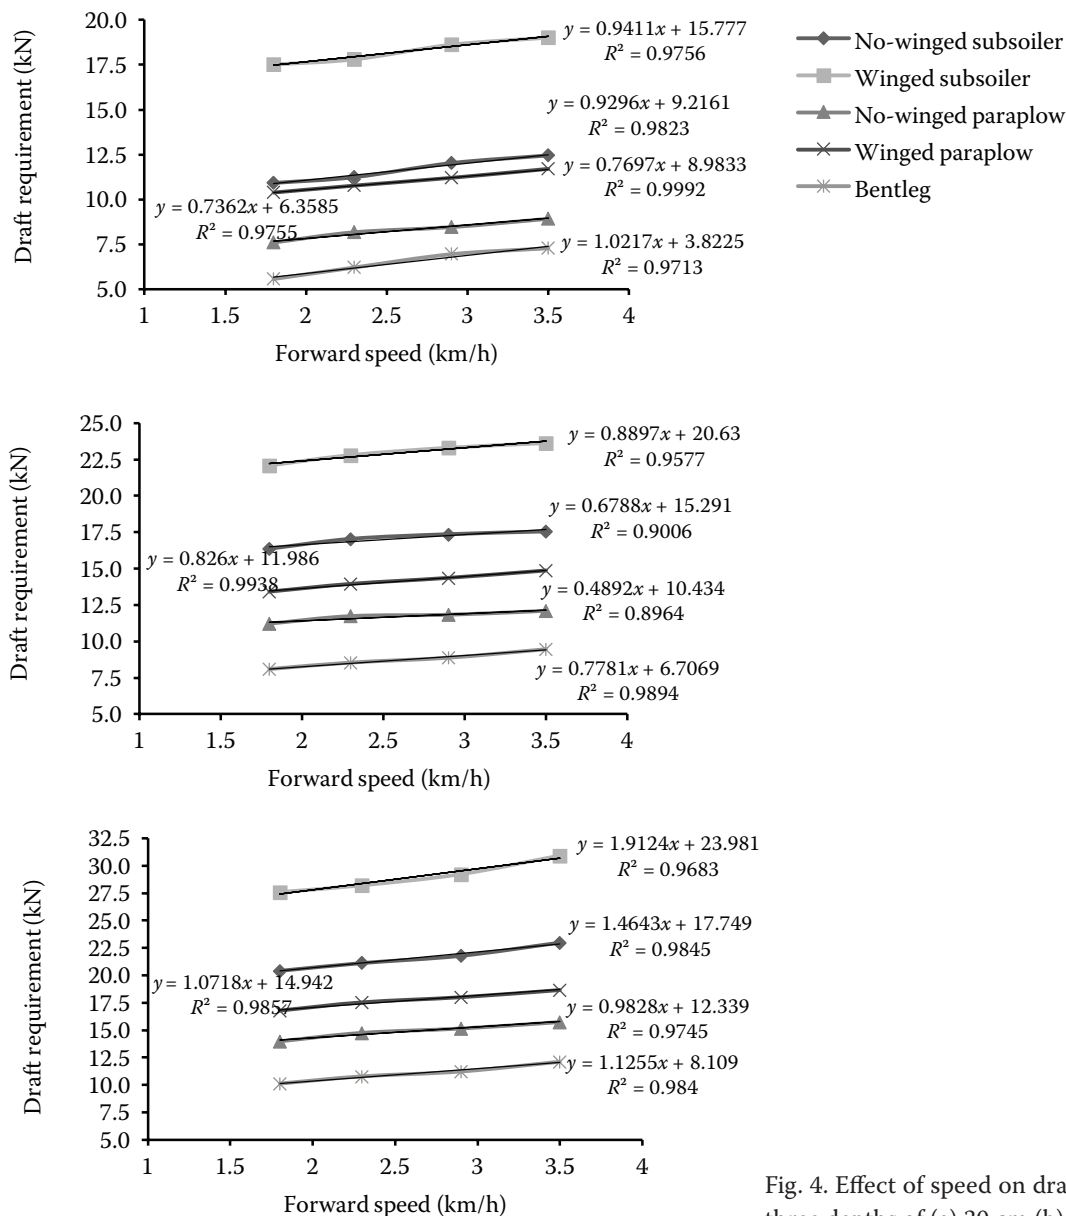 20.0
17.5
15.0
12.5
10.0
7.5
5.0
Draft requirement (kN)
y = 0.9411x + 15.777
R² = 0.9756
y = 0.9296x + 9.2161
R² = 0.9823
y = 0.7697x + 8.9833
R² = 0.9992
y = 0.7362x + 6.3585
R² = 0.9755
y = 1.0217x + 3.8225
R² = 0.9713
1 1.5 2 2.5 3 3.5 4
Forward speed (km/h)
No-winged subsoiler
Winged subsoiler
No-winged paraplow
Winged paraplow
Bentleg
25.0
22.5
20.0
17.5
15.0
12.5
10.0
7.5
5.0
Draft requirement (kN)
y = 0.8897x + 20.63
R² = 0.9577
y = 0.6788x + 15.291
R² = 0.9006
y = 0.826x + 11.986
R² = 0.9938
y = 0.4892x + 10.434
R² = 0.8964
y = 0.7781x + 6.7069
R² = 0.9894
1 1.5 2 2.5 3 3.5 4
Forward speed (km/h)
32.5
30.0
27.5
25.0
22.5
20.0
17.5
15.0
12.5
10.0
7.5
5.0
Draft requirement (kN)
y = 1.9124x + 23.981
R² = 0.9683
y = 1.4643x + 17.749
R² = 0.9845
y = 1.0718x + 14.942
R² = 0.9857
y = 0.9828x + 12.339
R² = 0.9745
y = 1.1255x + 8.109
R² = 0.984
1 1.5 2 2.5 3 3.5 4
Forward speed (km/h)
Fig. 4. Effect of speed on dra